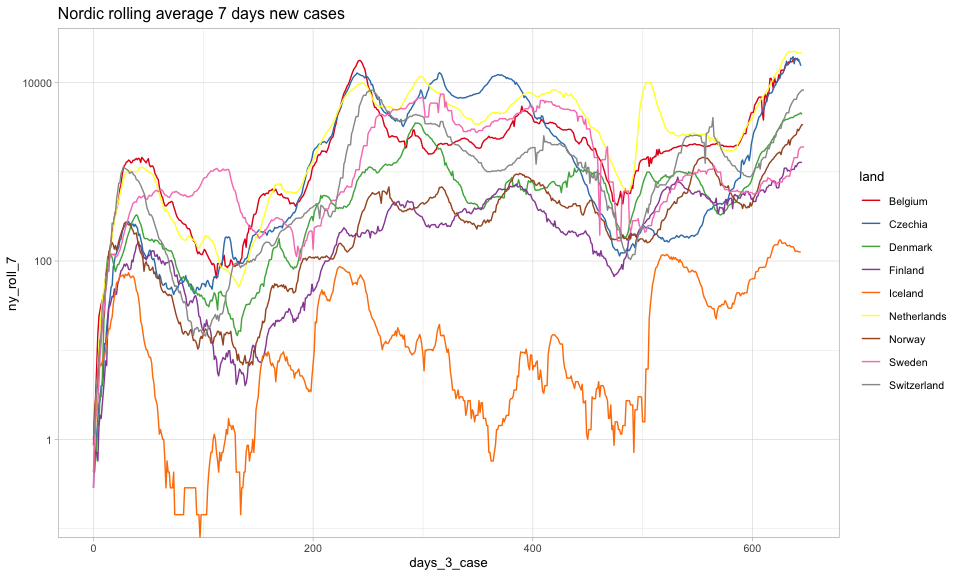 Nordic rolling average 7 days new cases
ny_roll_7
10000
100
1
0
200
400
600
days_3_case
land
Belgium
Czechia
Denmark
Finland
Iceland
Netherlands
Norway
Sweden
Switzerland